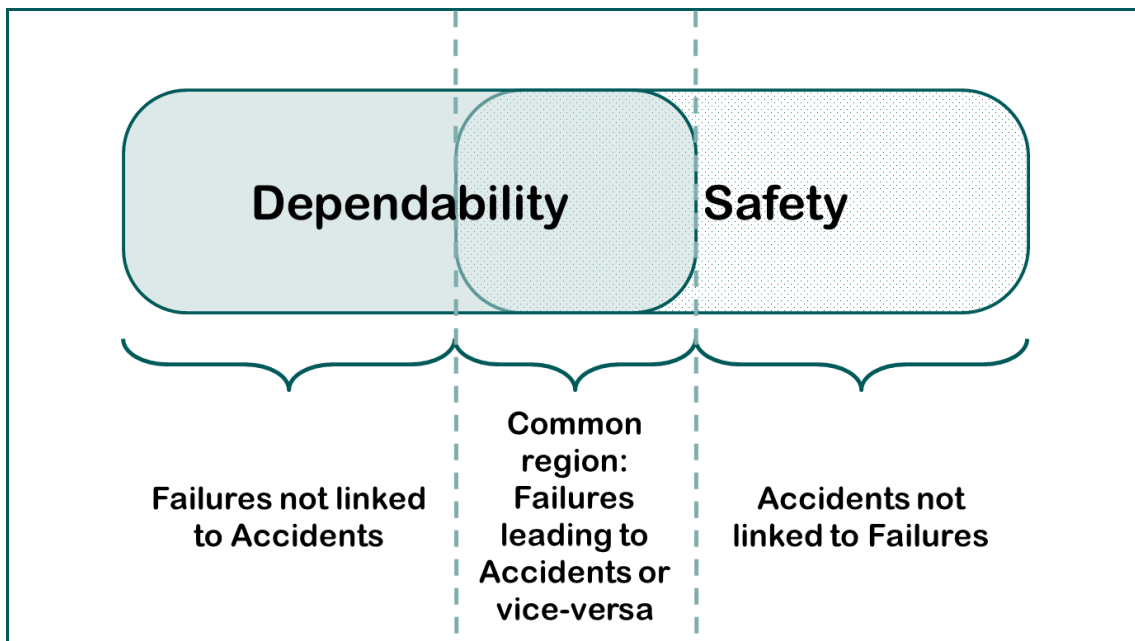 Dependability
Safety
Failures not linked
to Accidents
Common
region:
Failures
leading to
Accidents or
vice-versa
Accidents not
linked to Failures